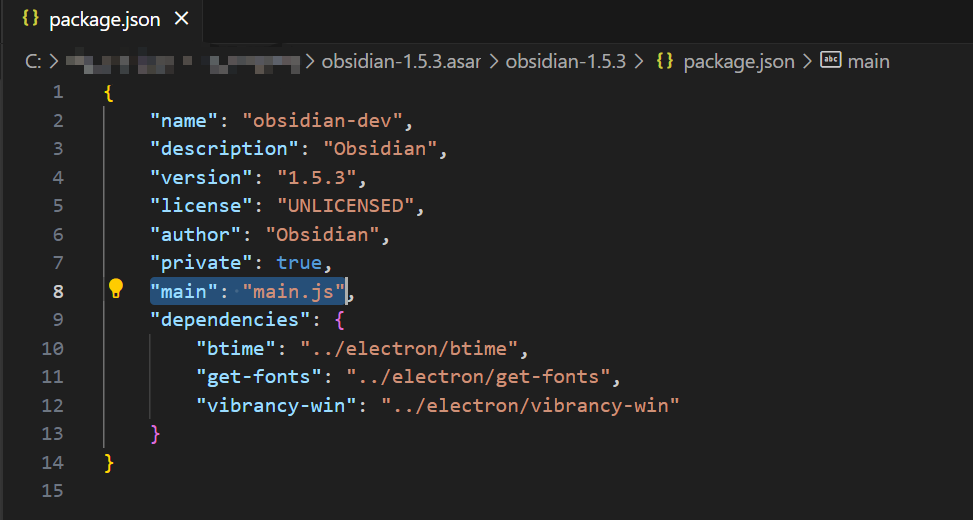 {} package.json ×
C: > > obsidian-1.5.3.asar > obsidian-1.5.3 > {} package.json > abc main
1 {
2 "name": "obsidian-dev",
3 "description": "Obsidian",
4 "version": "1.5.3",
5 "license": "UNLICENSED",
6 "author": "Obsidian",
7 "private": true,
8 "main": "main.js",
9 "dependencies": {
10 "btime": "../electron/btime",
11 "get-fonts": "../electron/get-fonts",
12 "vibrancy-win": "../electron/vibrancy-win"
13 }
14 }
15